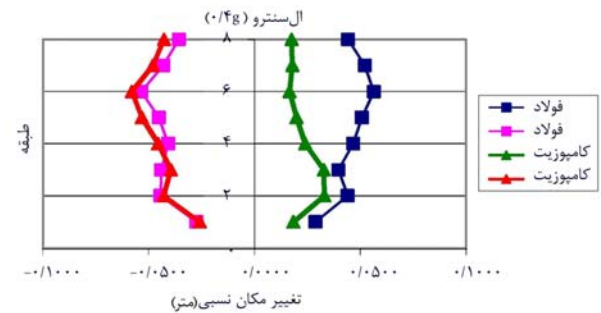 ال‌سنترو (۰/۴g)
۸
۶
۴
۲
۰
طبقه
-۰/۱۰۰۰
-۰/۰۵۰۰
۰/۰۰۰۰
۰/۰۵۰۰
۰/۱۰۰۰
تغییر مکان نسبی(متر)
فولاد
فولاد
کامپوزیت
کامپوزیت